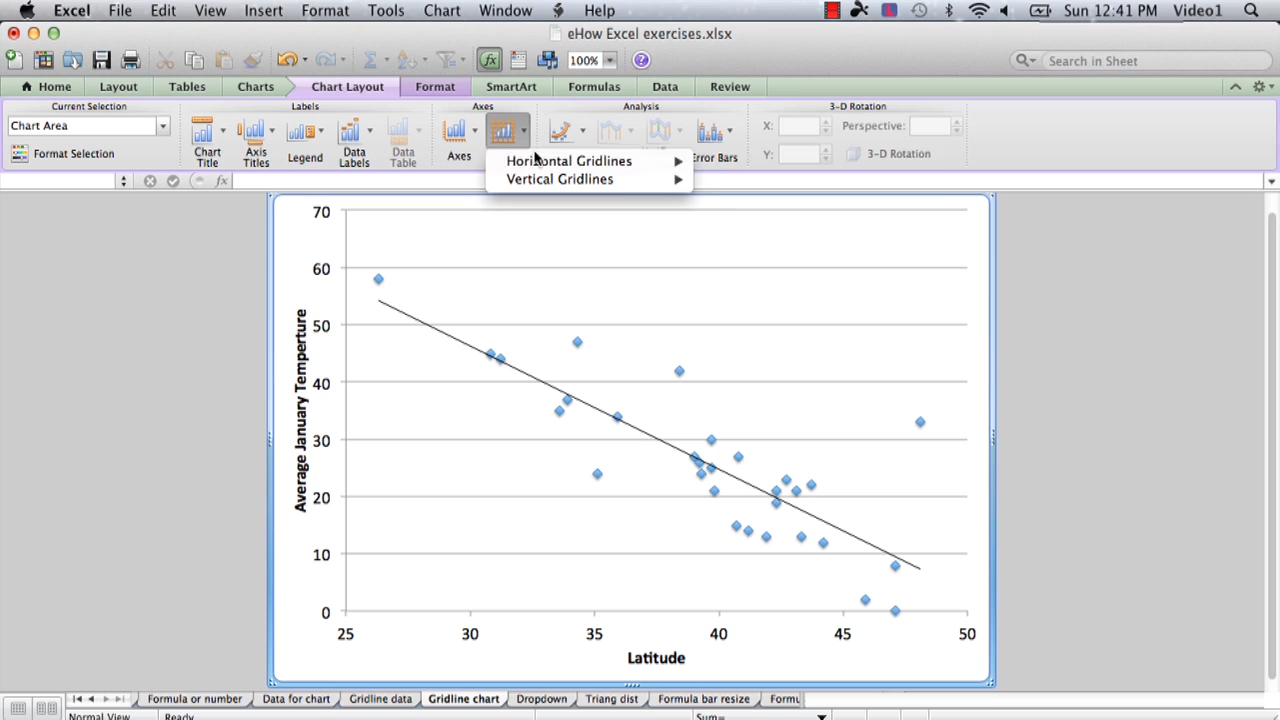 Excel File Edit View Insert Format Tools Chart Window Help Sun 12:41 PM Video1
eHow Excel exercises.xlsx
fx 100% Search in Sheet
Home Layout Tables Charts Chart Layout Format SmartArt Formulas Data Review
Current Selection Labels Axes Analysis 3-D Rotation
Chart Area X: Perspective:
Format Selection Chart Title Axis Titles Legend Data Labels Data Table Axes Error Bars Y: 3-D Rotation
Horizontal Gridlines
Vertical Gridlines
fx
70
60
50
40
30
20
10
0
Average January Temperture
25 30 35 40 45 50
Latitude
Formula or number Data for chart Gridline data Gridline chart Dropdown Triang dist Formula bar resize Formu
Normal View Ready Sum=